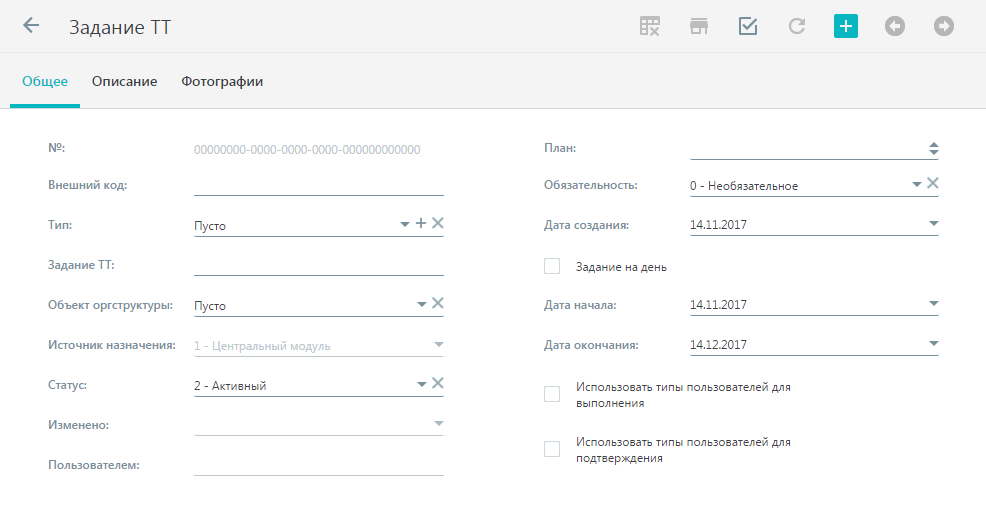 Задание ТТ
Общее Описание Фотографии
№: 00000000-0000-0000-0000-000000000000
Внешний код:
Тип: Пусто
Задание ТТ:
Объект оргструктуры: Пусто
Источник назначения: 1 - Центральный модуль
Статус: 2 - Активный
Изменено:
Пользователем:
План:
Обязательность: 0 - Необязательное
Дата создания: 14.11.2017
Задание на день
Дата начала: 14.11.2017
Дата окончания: 14.12.2017
Использовать типы пользователей для
выполнения
Использовать типы пользователей для
подтверждения